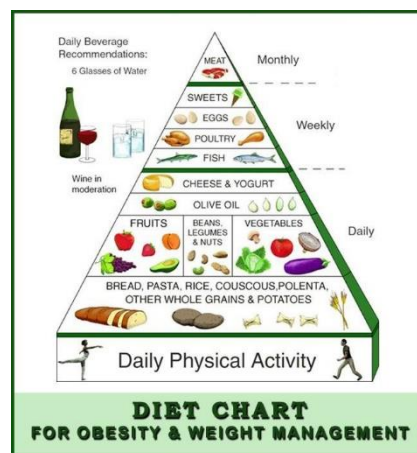 Daily Beverage
Recommendations:
6 Glasses of Water
Wine in
moderation
MEAT
Monthly
SWEETS
EGGS
POULTRY
FISH
Weekly
CHEESE & YOGURT
OLIVE OIL
FRUITS
BEANS,
LEGUMES
& NUTS
VEGETABLES
Daily
BREAD, PASTA, RICE, COUSCOUS,POLENTA,
OTHER WHOLE GRAINS & POTATOES
Daily Physical Activity
DIET CHART
FOR OBESITY & WEIGHT MANAGEMENT